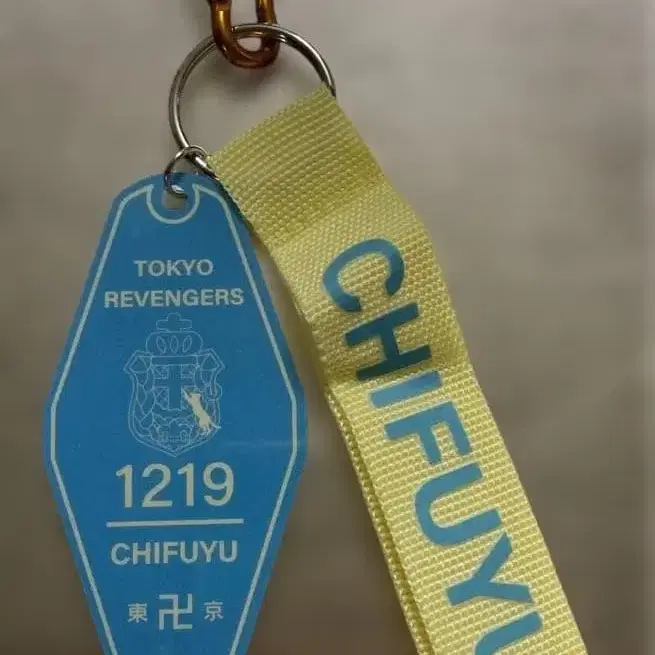 TOKYO
REVENGERS
1219
CHIFUYU
東卍京
CHIFUYU